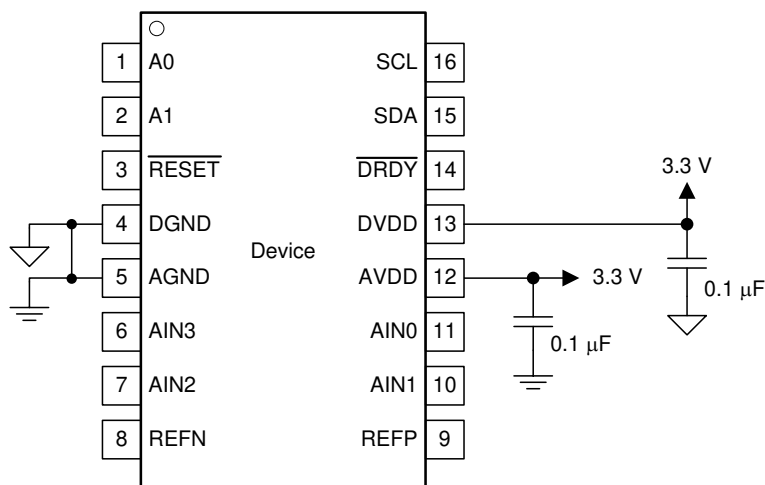 1 A0 SCL 16
2 A1 SDA 15
3 RESET DRDY 14
3.3 V
4 DGND DVDD 13
Device
5 AGND AVDD 12
3.3 V
0.1 μF
6 AIN3 AIN0 11
0.1 μF
7 AIN2 AIN1 10
8 REFN REFP 9